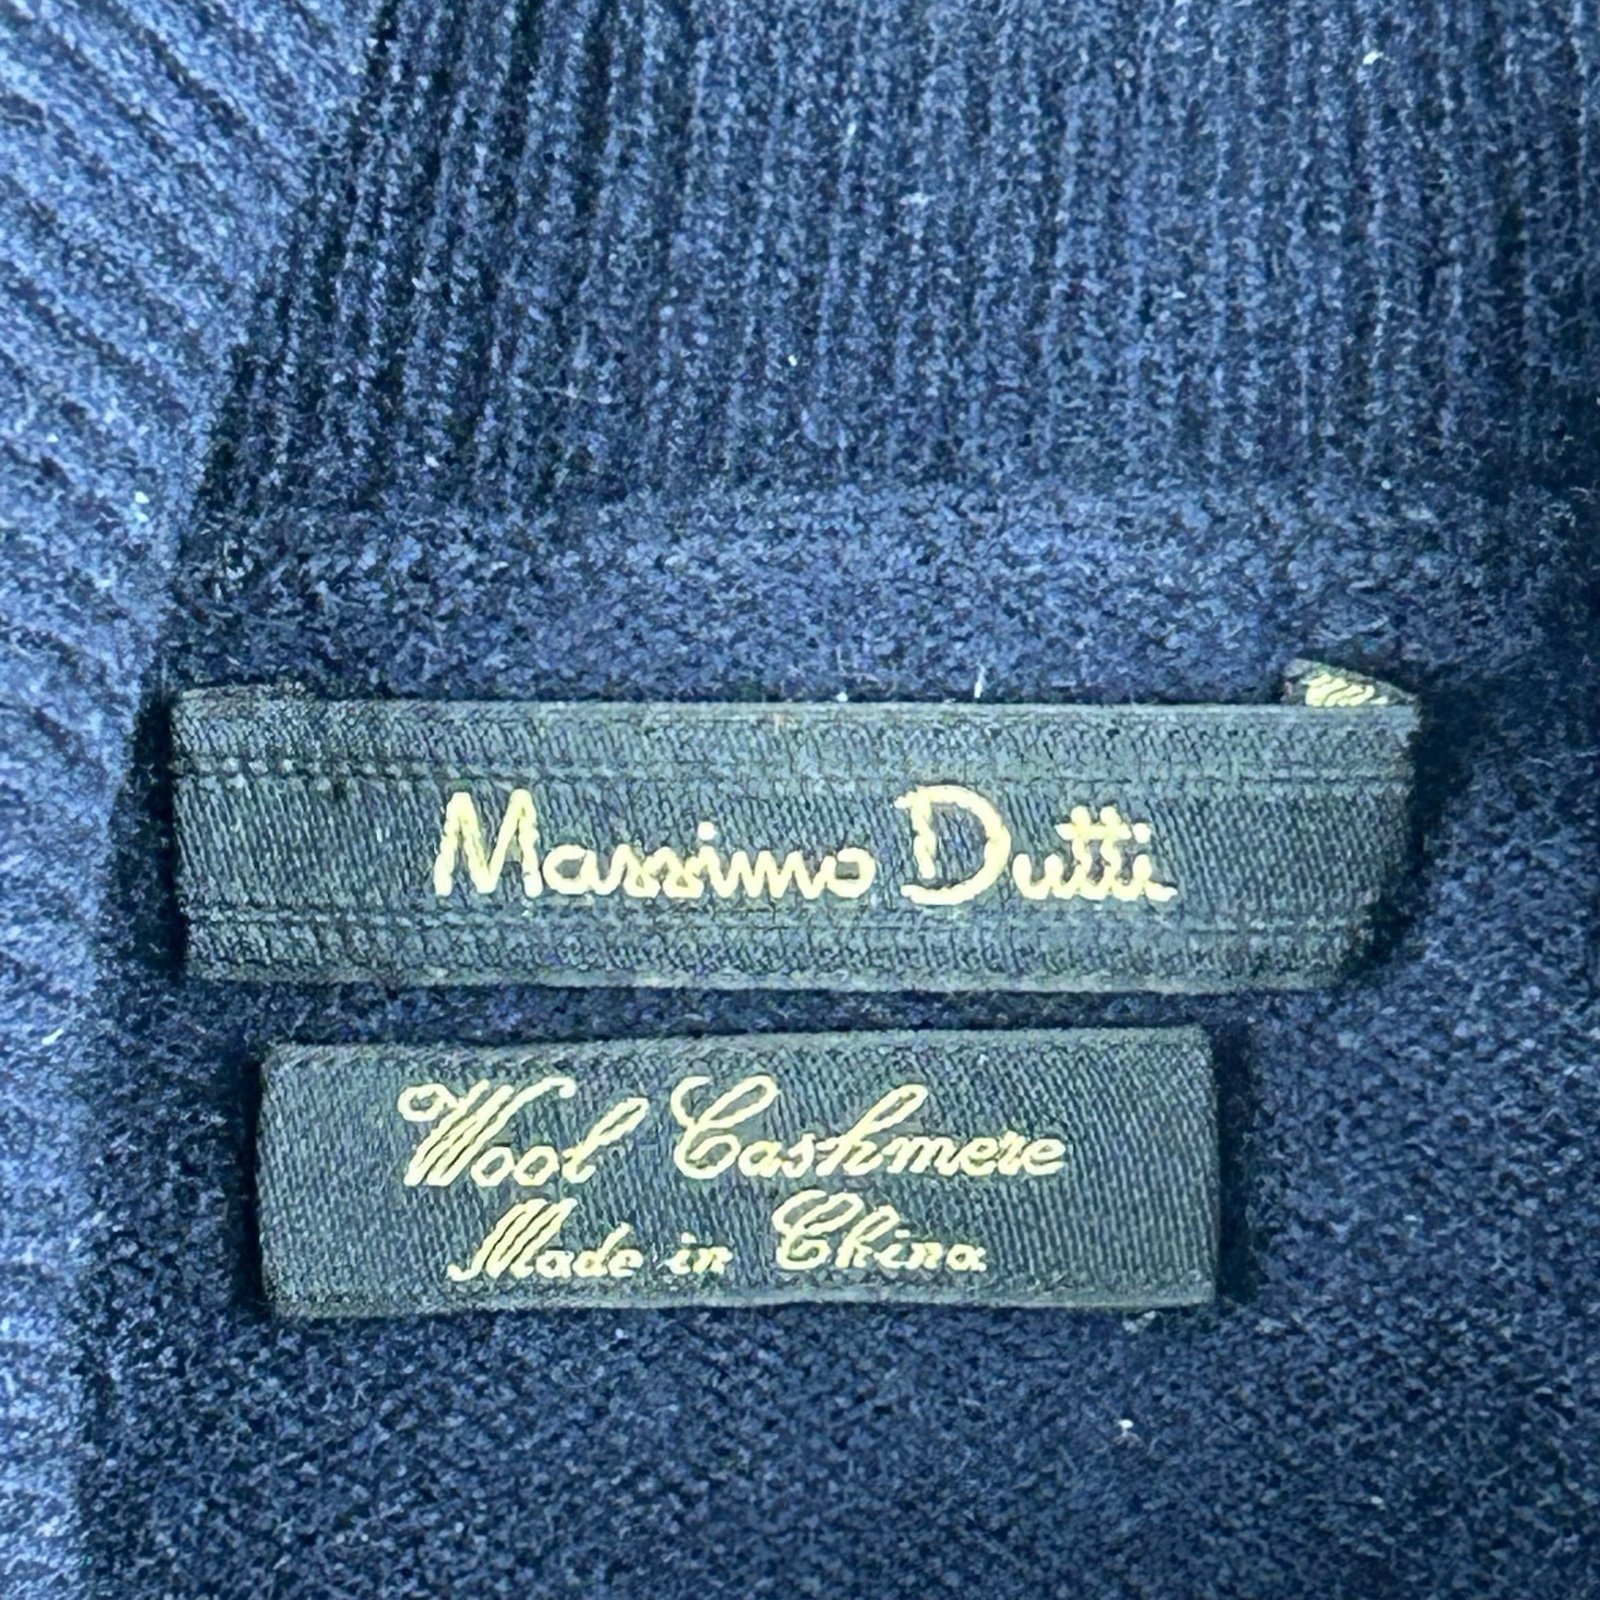 Massimo Dutti
Wool Cashmere
Made in China